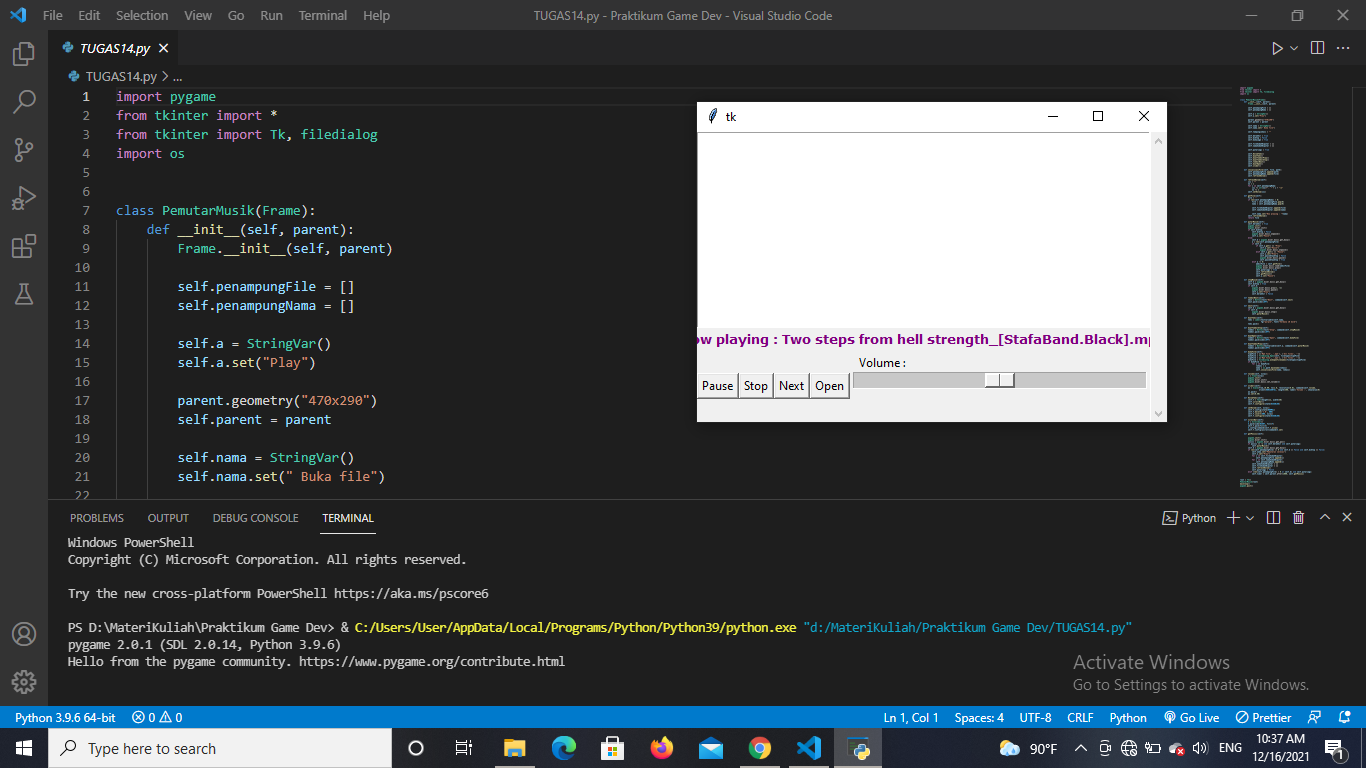 File Edit Selection View Go Run Terminal Help TUGAS14.py - Praktikum Game Dev - Visual Studio Code
TUGAS14.py
TUGAS14.py > ...
1 import pygame
2 from tkinter import *
3 from tkinter import Tk, filedialog
4 import os
5
6
7 class PemutarMusik(Frame):
8 def __init__(self, parent):
9 Frame.__init__(self, parent)
10
11 self.penampungFile = []
12 self.penampungNama = []
13
14 self.a = StringVar()
15 self.a.set("Play")
16
17 parent.geometry("470x290")
18 self.parent = parent
19
20 self.nama = StringVar()
21 self.nama.set(" Buka file")
22
tk
ow playing : Two steps from hell strength_[StafaBand.Black].mp
Volume :
Pause Stop Next Open
PROBLEMS OUTPUT DEBUG CONSOLE TERMINAL Python
Windows PowerShell
Copyright (C) Microsoft Corporation. All rights reserved.
Try the new cross-platform PowerShell https://aka.ms/pscore6
PS D:\MateriKuliah\Praktikum Game Dev> & C:/Users/User/AppData/Local/Programs/Python/Python39/python.exe "d:/MateriKuliah/Praktikum Game Dev/TUGAS14.py"
pygame 2.0.1 (SDL 2.0.14, Python 3.9.6)
Hello from the pygame community. https://www.pygame.org/contribute.html
Activate Windows
Go to Settings to activate Windows.
Python 3.9.6 64-bit 0 0 Ln 1, Col 1 Spaces: 4 UTF-8 CRLF Python Go Live Prettier
Type here to search 90°F ENG 10:37 AM
12/16/2021 1